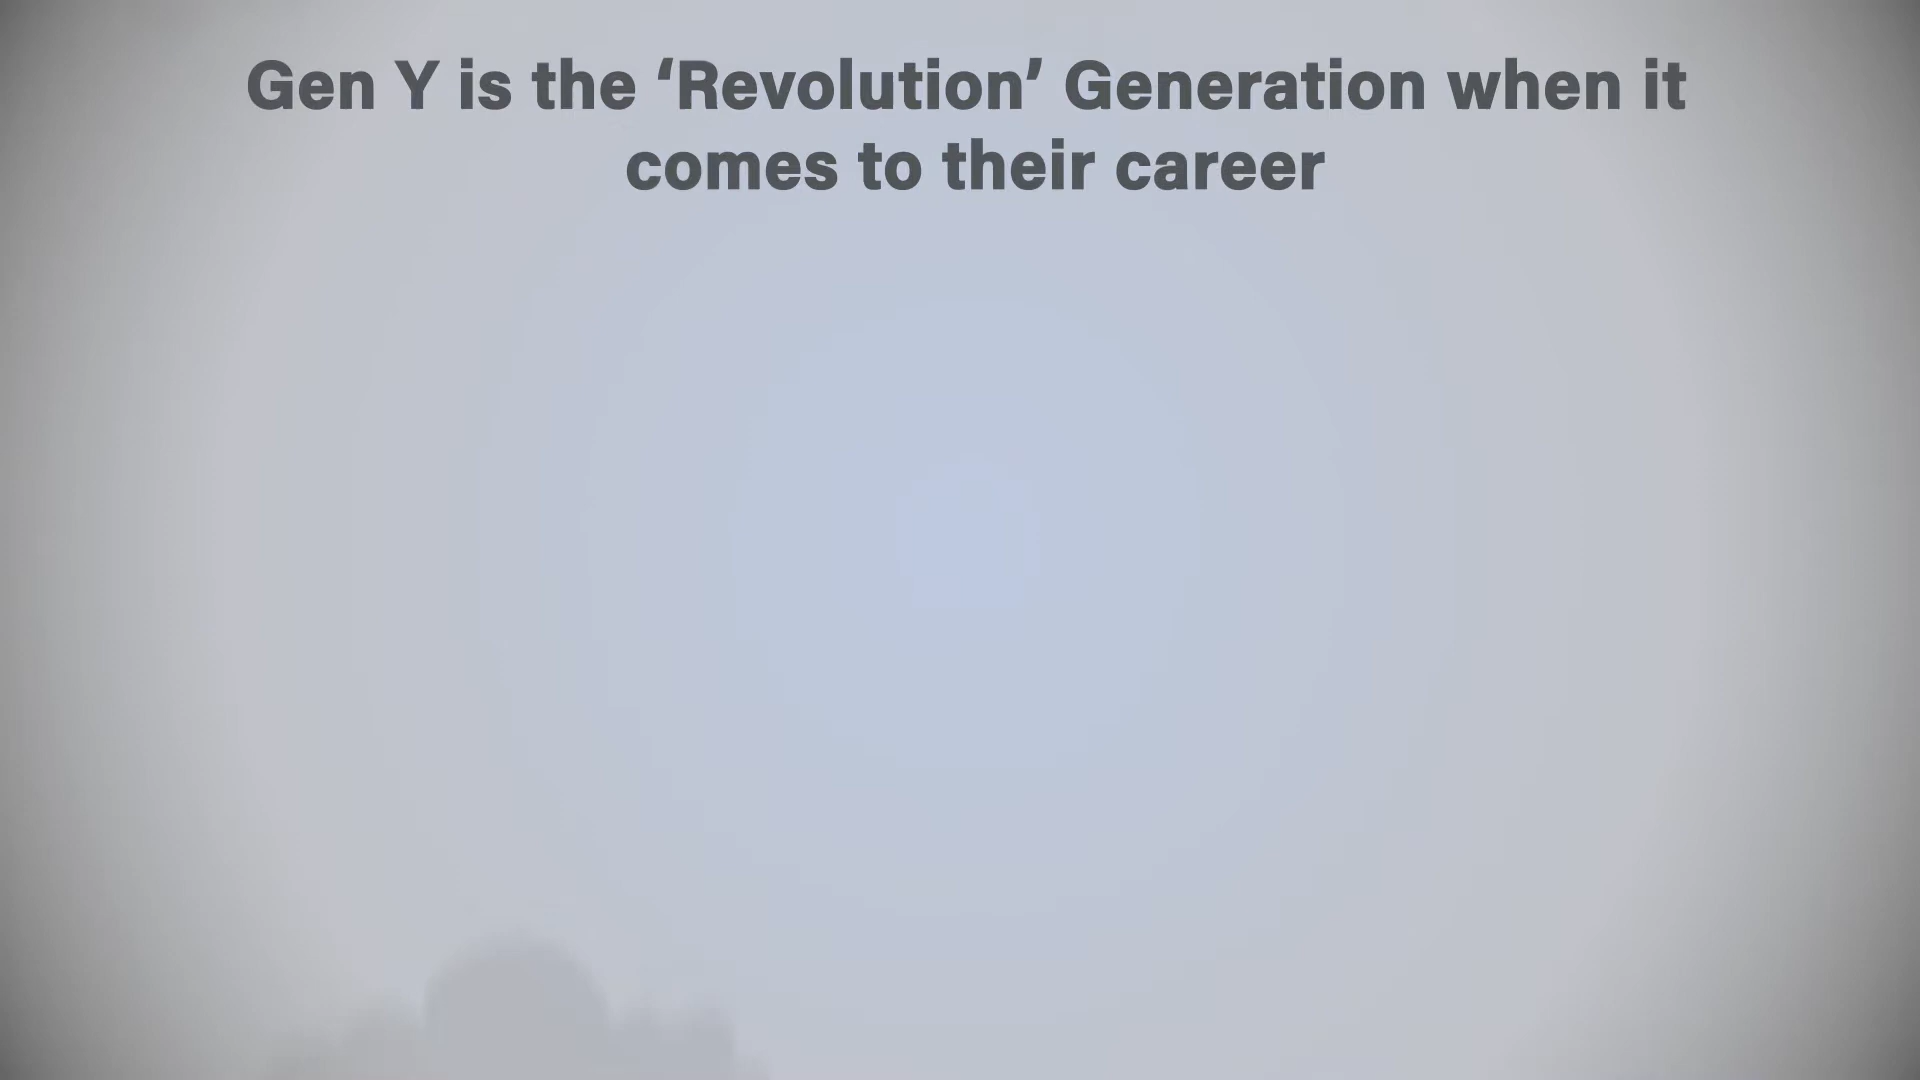 Gen Y is the ‘Revolution’ Generation when it
comes to their career